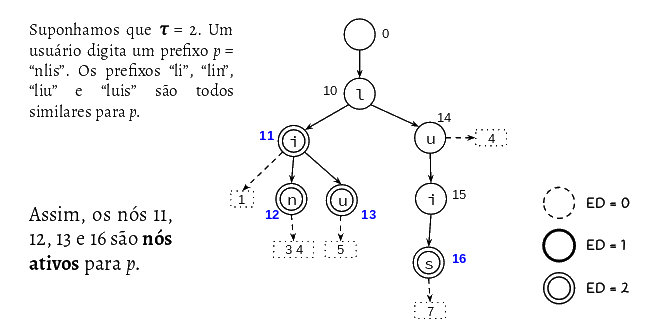 Suponhamos que τ = 2. Um
usuário digita um prefixo p =
“nlis”. Os prefixos “li”, “lin”,
“liu” e “luis” são todos
similares para p.
Assim, os nós 11,
12, 13 e 16 são nós
ativos para p.
0
10
l
14
11
i
u
4
1
n
u
i
15
12
13
3 4
5
s
16
7
ED = 0
ED = 1
ED = 2